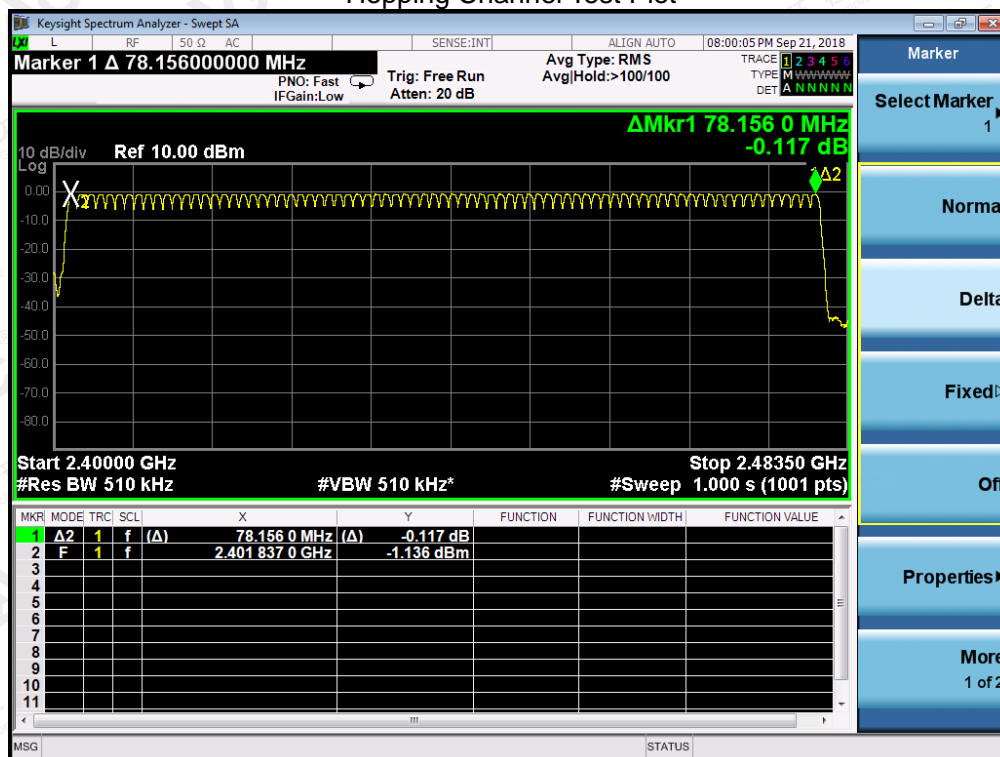 Hopping Channel Test Plot
Keysight Spectrum Analyzer - Swept SA
LXI L RF 50 Ω AC SENSE:INT ALIGN AUTO 08:00:05 PM Sep 21, 2018
Marker 1 Δ 78.156000000 MHz
PNO: Fast
IFGain:Low
Trig: Free Run
Atten: 20 dB
Avg Type: RMS
Avg|Hold:>100/100
TRACE 1 2 3 4 5 6
TYPE M WWWWW
DET A N N N N N
ΔMkr1 78.156 0 MHz
-0.117 dB
10 dB/div Ref 10.00 dBm
Log
0.00
-10.0
-20.0
-30.0
-40.0
-50.0
-60.0
-70.0
-80.0
2
1Δ2
Start 2.40000 GHz Stop 2.48350 GHz
#Res BW 510 kHz #VBW 510 kHz* #Sweep 1.000 s (1001 pts)
MKR MODE TRC SCL X Y FUNCTION FUNCTION WIDTH FUNCTION VALUE
1 Δ2 1 f (Δ) 78.156 0 MHz (Δ) -0.117 dB
2 F 1 f 2.401 837 0 GHz -1.136 dBm
3
4
5
6
7
8
9
10
11
MSG STATUS
Marker
Select Marker
1
Norma
Delta
Fixed
Off
Properties
More
1 of 2